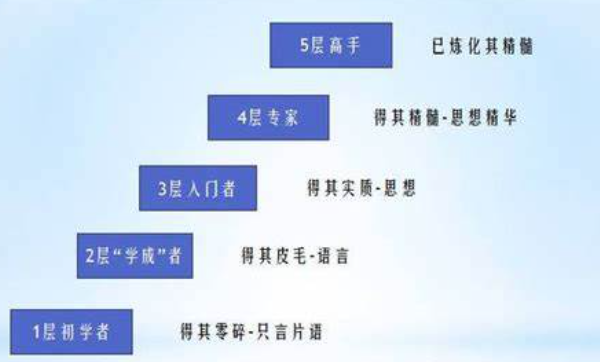 5层高手 已炼化其精髓
4层专家 得其精髓-思想精华
3层入门者 得其实质-思想
2层“学成”者 得其皮毛-语言
1层初学者 得其零碎-只言片语